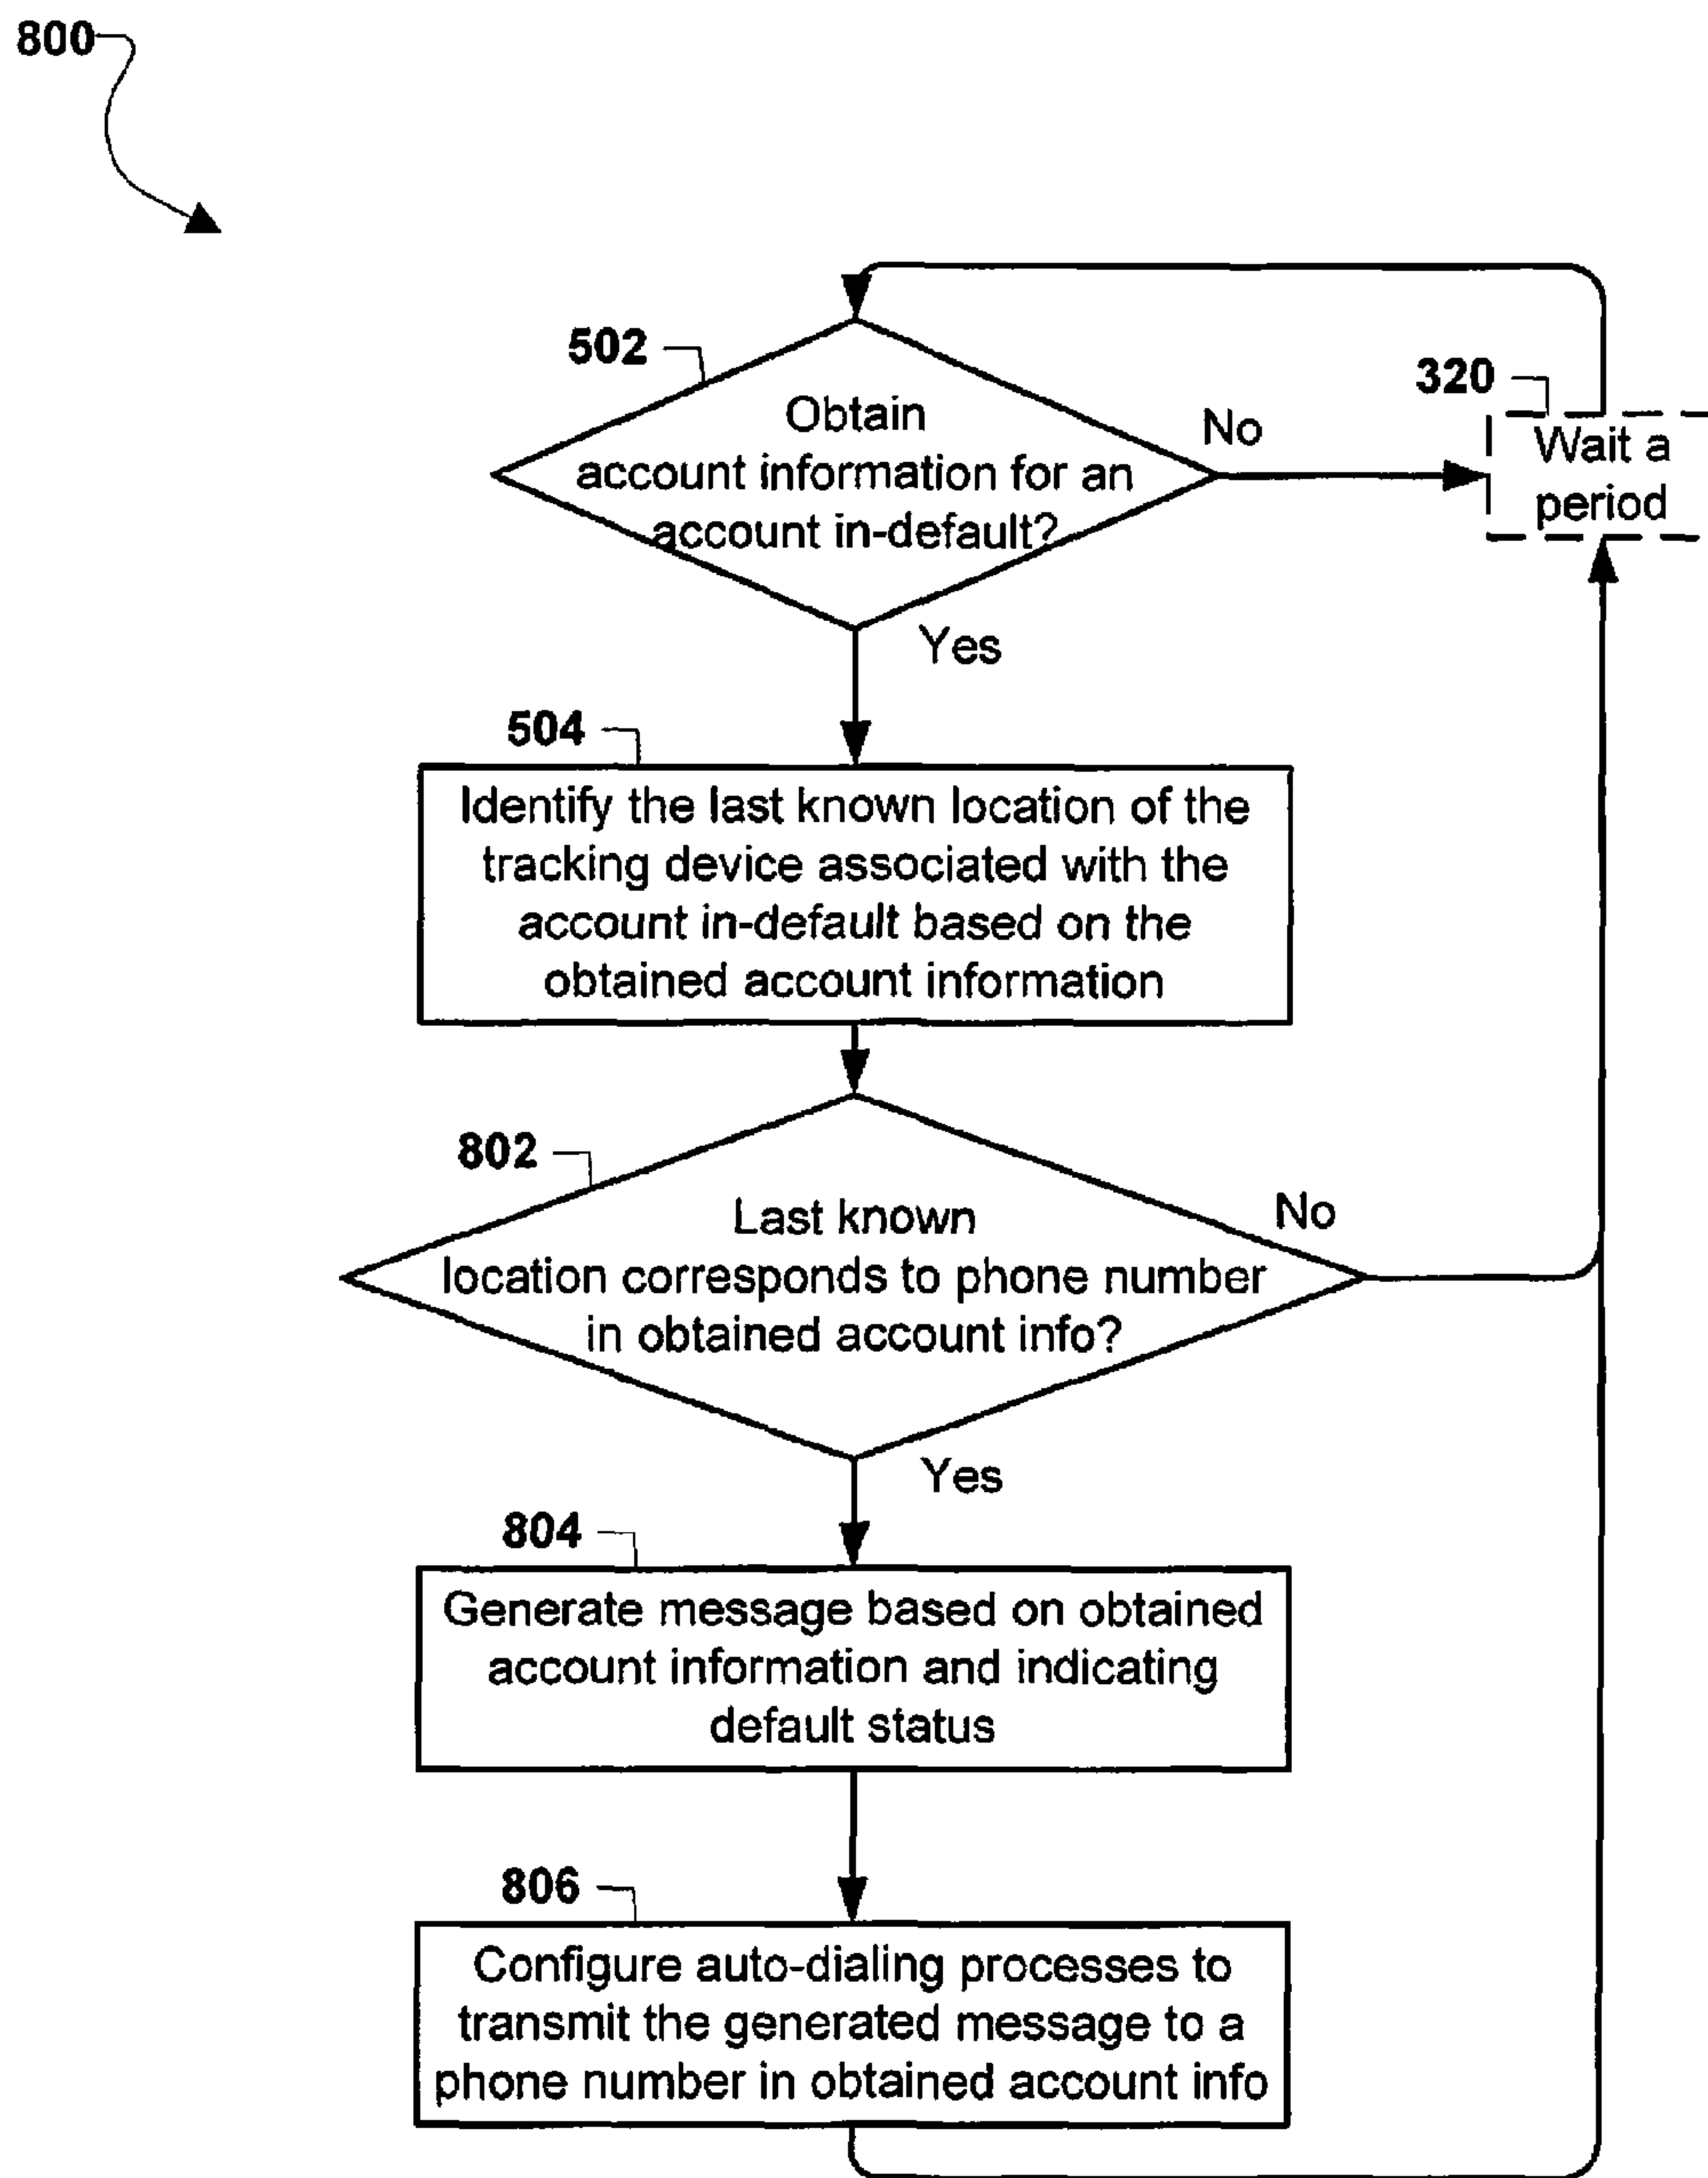 800
502
Obtain
account information for an
account in-default?
No
320
Wait a
period
Yes
504
Identify the last known location of the
tracking device associated with the
account in-default based on the
obtained account information
802
Last known
location corresponds to phone number
in obtained account info?
No
Yes
804
Generate message based on obtained
account information and indicating
default status
806
Configure auto-dialing processes to
transmit the generated message to a
phone number in obtained account info